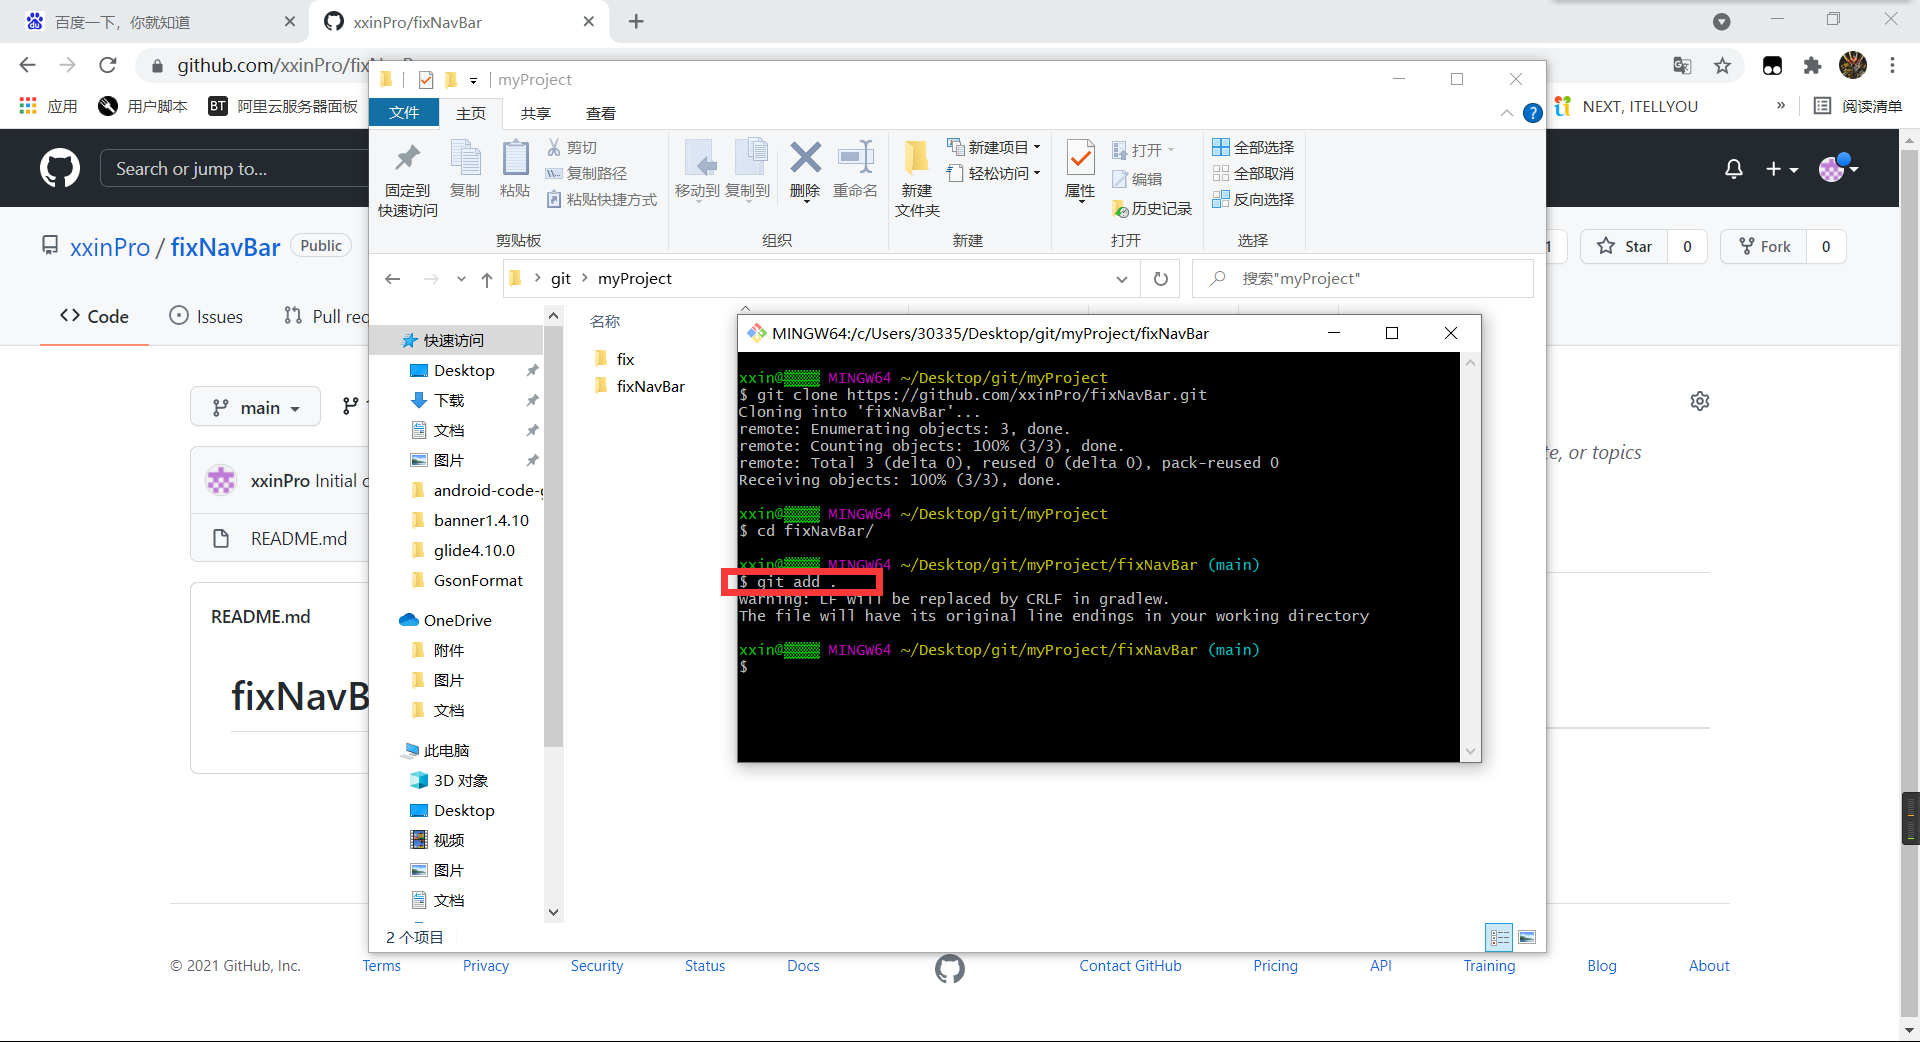 百度一下，你就知道
xxinPro/fixNavBar
github.com/xxinPro/fixNavBar
应用
用户脚本
BT 阿里云服务器面板
NEXT, ITELLYOU
»
阅读清单
myProject
文件
主页
共享
查看
固定到
快速访问
复制
粘贴
剪切
复制路径
粘贴快捷方式
剪贴板
移动到
复制到
删除
重命名
组织
新建
文件夹
新建项目
轻松访问
新建
属性
打开
编辑
历史记录
打开
全部选择
全部取消
反向选择
选择
Search or jump to...
xxinPro / fixNavBar Public
1
Star 0
Fork 0
Code
Issues
Pull req
git > myProject
搜索"myProject"
名称
fix
fixNavBar
快速访问
Desktop
下载
文档
图片
android-code-g
banner1.4.10
glide4.10.0
GsonFormat
OneDrive
附件
图片
文档
此电脑
3D 对象
Desktop
视频
图片
文档
2 个项目
MINGW64:/c/Users/30335/Desktop/git/myProject/fixNavBar
xxin@▒▒▒▒ MINGW64 ~/Desktop/git/myProject
$ git clone https://github.com/xxinPro/fixNavBar.git
Cloning into 'fixNavBar'...
remote: Enumerating objects: 3, done.
remote: Counting objects: 100% (3/3), done.
remote: Total 3 (delta 0), reused 0 (delta 0), pack-reused 0
Receiving objects: 100% (3/3), done.
xxin@▒▒▒▒ MINGW64 ~/Desktop/git/myProject
$ cd fixNavBar/
xxin@▒▒▒▒ MINGW64 ~/Desktop/git/myProject/fixNavBar (main)
$ git add .
warning: LF will be replaced by CRLF in gradlew.
The file will have its original line endings in your working directory
xxin@▒▒▒▒ MINGW64 ~/Desktop/git/myProject/fixNavBar (main)
$
main
xxinPro Initial c
README.md
README.md
fixNavB
te, or topics
© 2021 GitHub, Inc.
Terms
Privacy
Security
Status
Docs
Contact GitHub
Pricing
API
Training
Blog
About